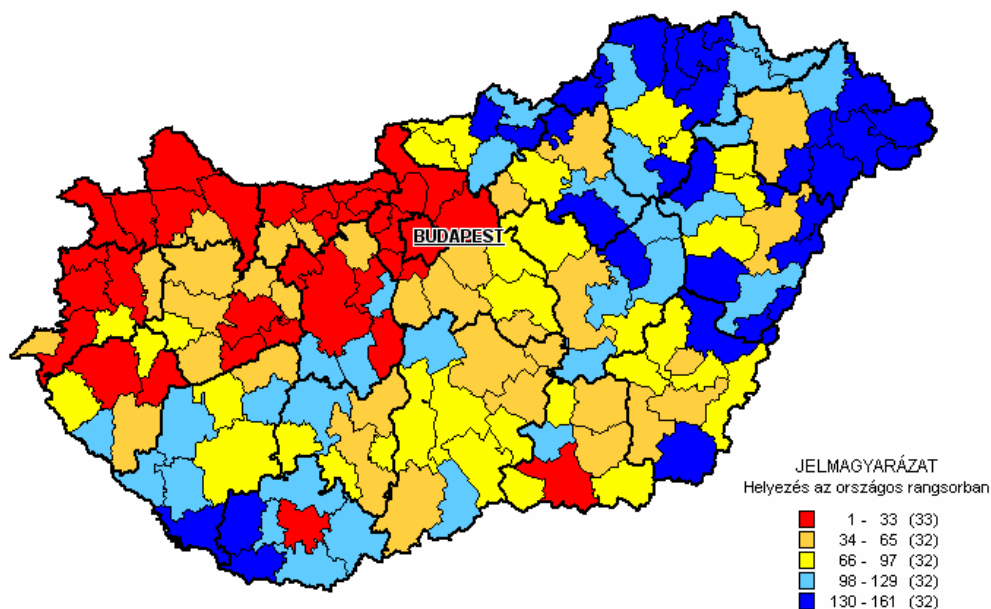 BUDAPEST
JELMAGYARÁZAT
Helyezés az országos rangsorban
1 - 33 (33)
34 - 65 (32)
66 - 97 (32)
98 - 129 (32)
130 - 161 (32)